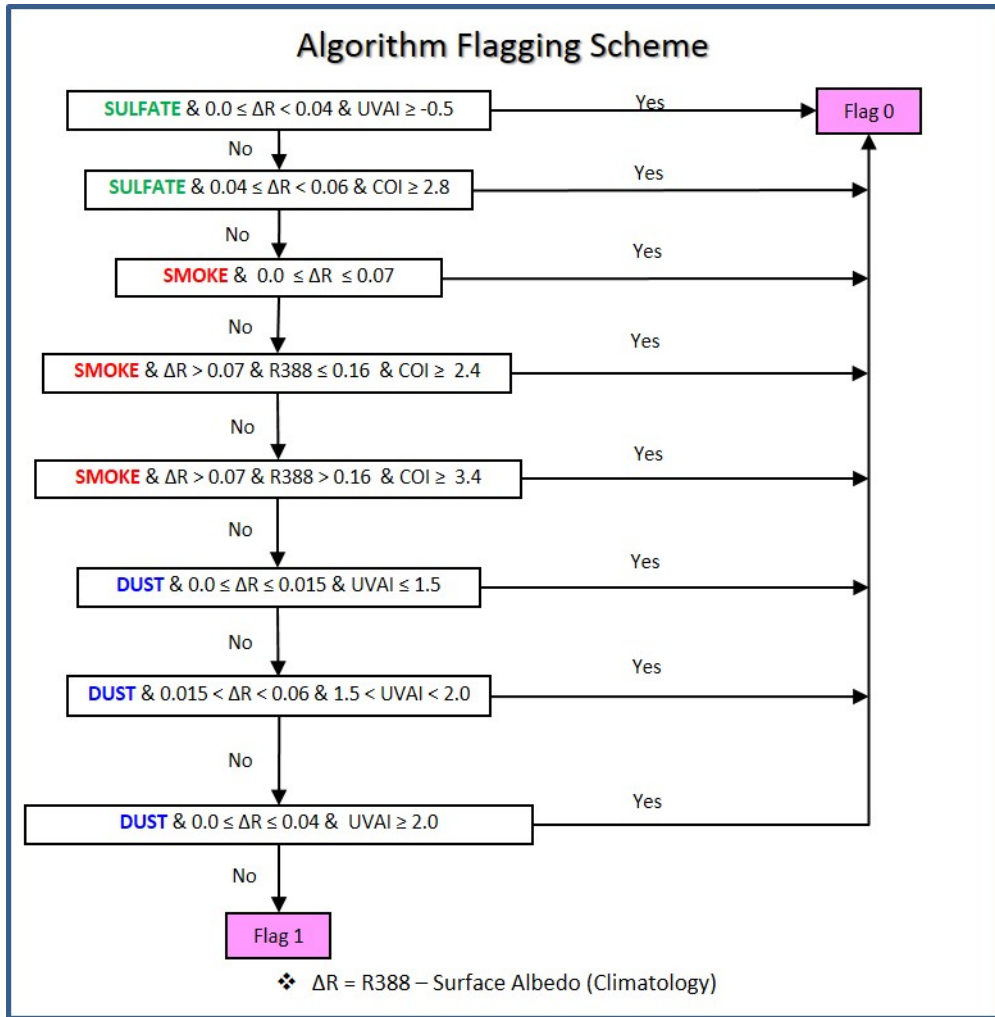 Algorithm Flagging Scheme
SULFATE & 0.0 ≤ ΔR < 0.04 & UVAI ≥ -0.5
Yes
Flag 0
No
SULFATE & 0.04 ≤ ΔR < 0.06 & COI ≥ 2.8
Yes
No
SMOKE & 0.0 ≤ ΔR ≤ 0.07
Yes
No
SMOKE & ΔR > 0.07 & R388 ≤ 0.16 & COI ≥ 2.4
Yes
No
SMOKE & ΔR > 0.07 & R388 > 0.16 & COI ≥ 3.4
Yes
No
DUST & 0.0 ≤ ΔR ≤ 0.015 & UVAI ≤ 1.5
Yes
No
DUST & 0.015 < ΔR < 0.06 & 1.5 < UVAI < 2.0
Yes
No
DUST & 0.0 ≤ ΔR ≤ 0.04 & UVAI ≥ 2.0
Yes
No
Flag 1
❖ ΔR = R388 – Surface Albedo (Climatology)